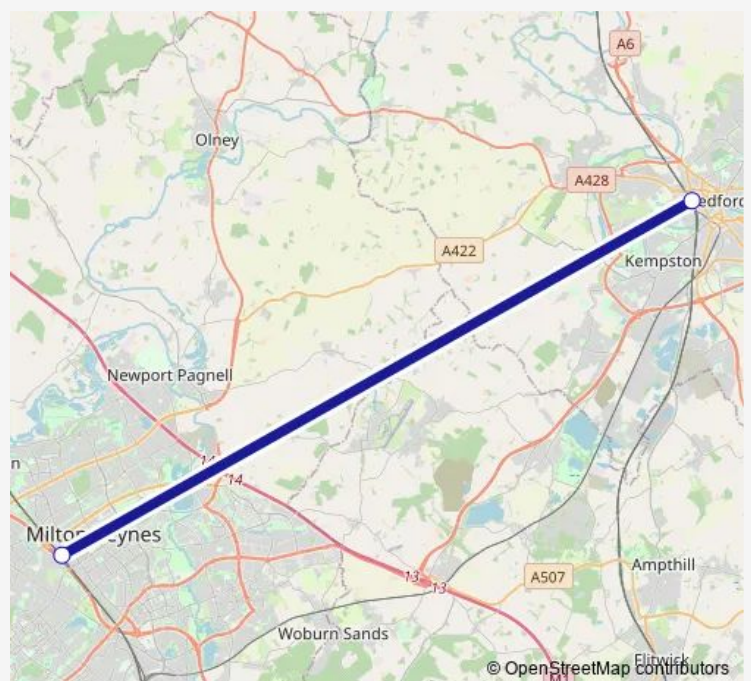 A6
Olney
A428
edford
A422
Kempston
Newport Pagnell
14
14
n
Milton Keynes
13
13
A507
Ampthill
Woburn Sands
Flitwick
M1
© OpenStreetMap contributors